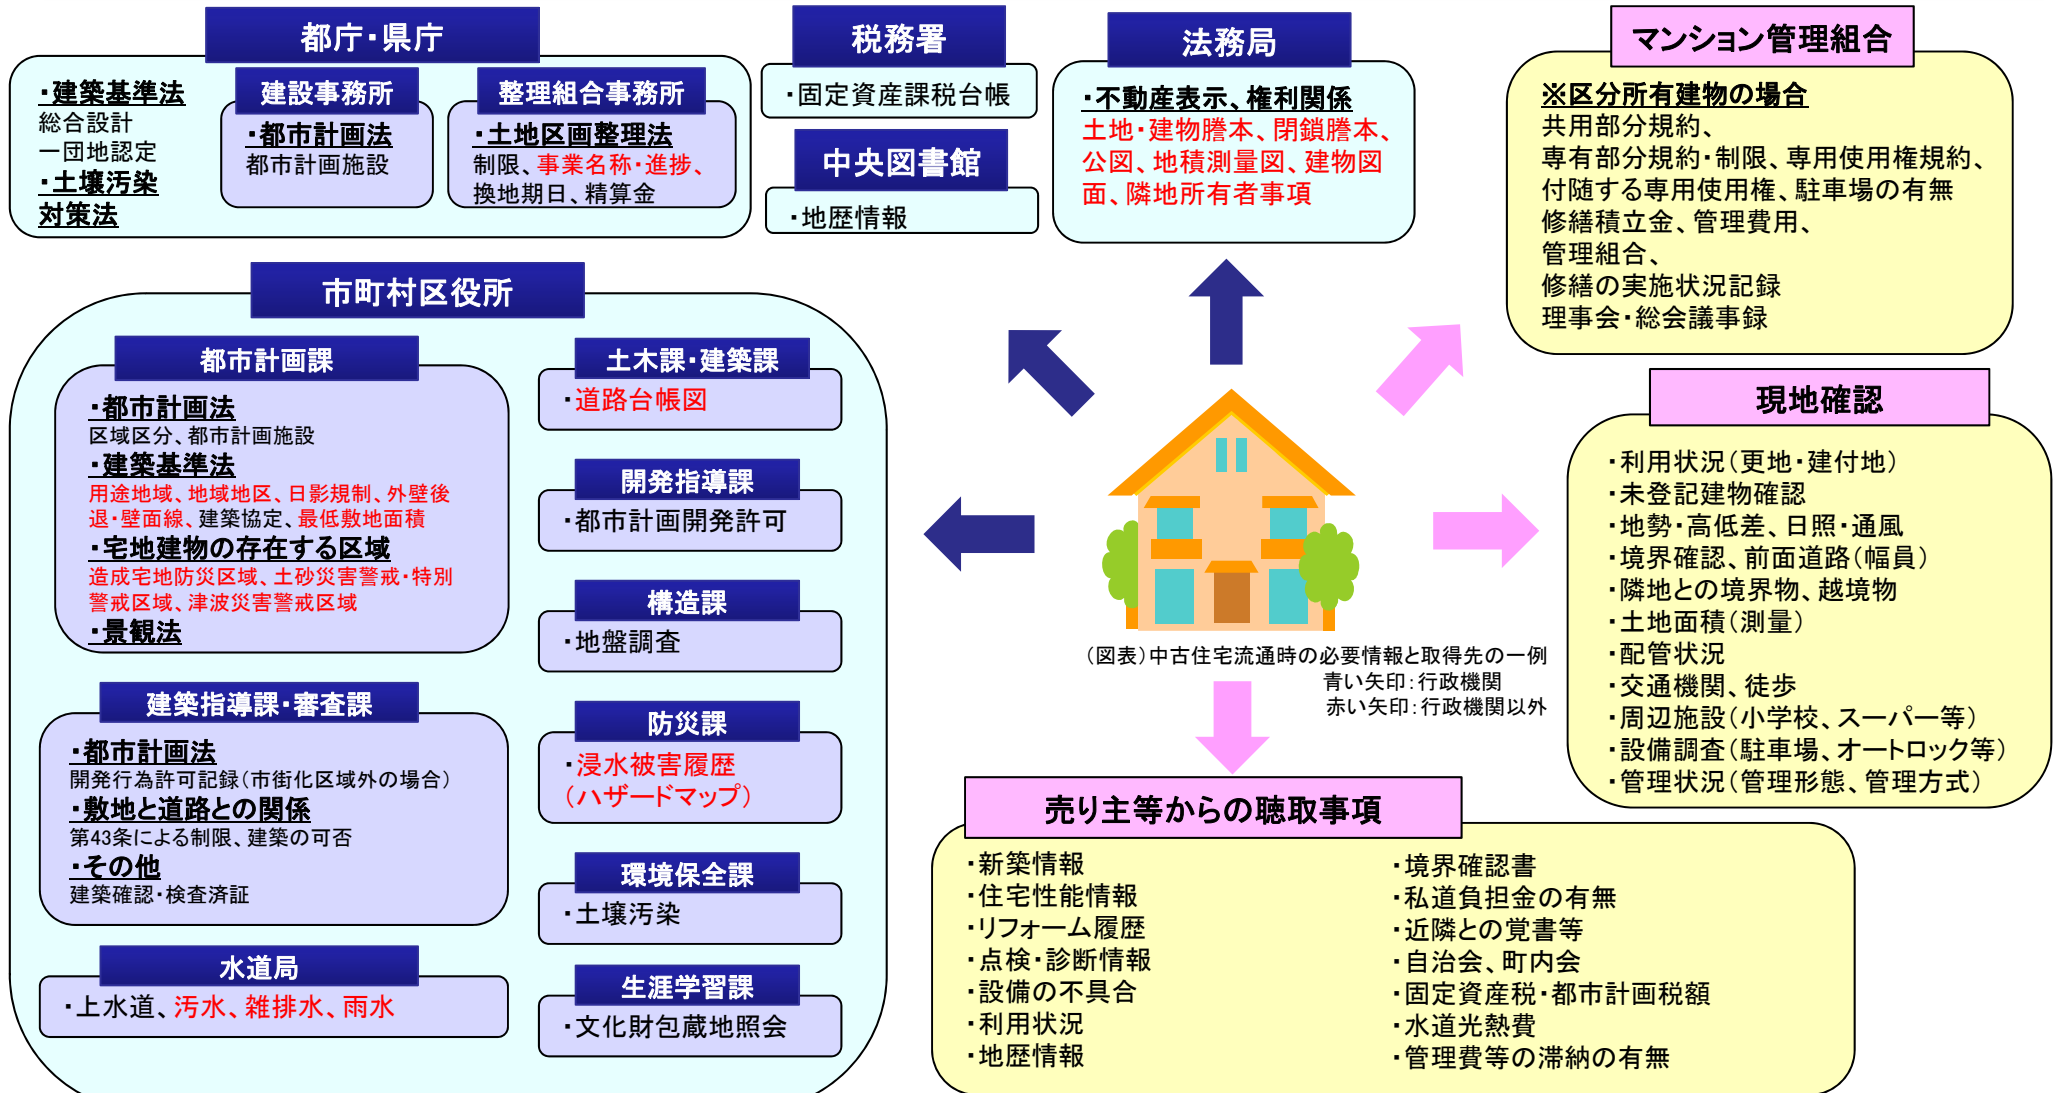 都庁・県庁
・建築基準法
総合設計
一団地認定
・土壌汚染
対策法
建設事務所
・都市計画法
都市計画施設
整理組合事務所
・土地区画整理法
制限、事業名称・進捗、
換地期日、精算金
税務署
・固定資産課税台帳
中央図書館
・地歴情報
法務局
・不動産表示、権利関係
土地・建物謄本、閉鎖謄本、
公図、地積測量図、建物図
面、隣地所有者事項
マンション管理組合
※区分所有建物の場合
共用部分規約、
専有部分規約・制限、専用使用権規約、
付随する専用使用権、駐車場の有無
修繕積立金、管理費用、
管理組合、
修繕の実施状況記録
理事会・総会議事録
市町村区役所
都市計画課
・都市計画法
区域区分、都市計画施設
・建築基準法
用途地域、地域地区、日影規制、外壁後
退・壁面線、建築協定、最低敷地面積
・宅地建物の存在する区域
造成宅地防災区域、土砂災害警戒・特別
警戒区域、津波災害警戒区域
・景観法
建築指導課・審査課
・都市計画法
開発行為許可記録(市街化区域外の場合)
・敷地と道路との関係
第43条による制限、建築の可否
・その他
建築確認・検査済証
水道局
・上水道、汚水、雑排水、雨水
土木課・建築課
・道路台帳図
開発指導課
・都市計画開発許可
構造課
・地盤調査
防災課
・浸水被害履歴
(ハザードマップ)
環境保全課
・土壌汚染
生涯学習課
・文化財包蔵地照会
(図表)中古住宅流通時の必要情報と取得先の一例
青い矢印:行政機関
赤い矢印:行政機関以外
現地確認
・利用状況(更地・建付地)
・未登記建物確認
・地勢・高低差、日照・通風
・境界確認、前面道路(幅員)
・隣地との境界物、越境物
・土地面積(測量)
・配管状況
・交通機関、徒歩
・周辺施設(小学校、スーパー等)
・設備調査(駐車場、オートロック等)
・管理状況(管理形態、管理方式)
売り主等からの聴取事項
・新築情報
・住宅性能情報
・リフォーム履歴
・点検・診断情報
・設備の不具合
・利用状況
・地歴情報
・境界確認書
・私道負担金の有無
・近隣との覚書等
・自治会、町内会
・固定資産税・都市計画税額
・水道光熱費
・管理費等の滞納の有無